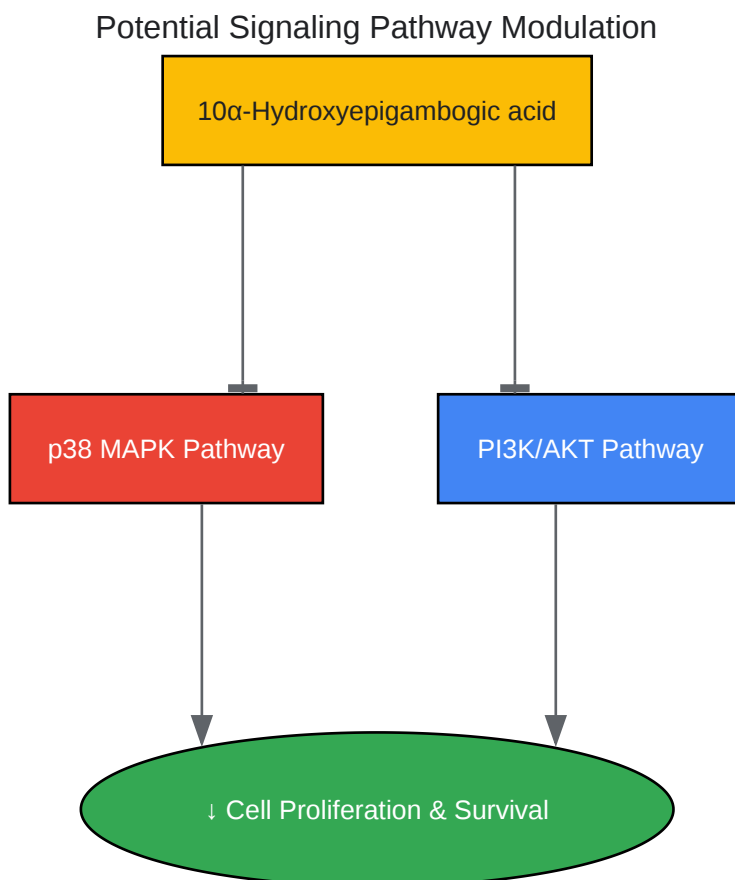 Potential Signaling Pathway Modulation
10α-Hydroxyepigambogic acid
p38 MAPK Pathway
PI3K/AKT Pathway
↓ Cell Proliferation & Survival